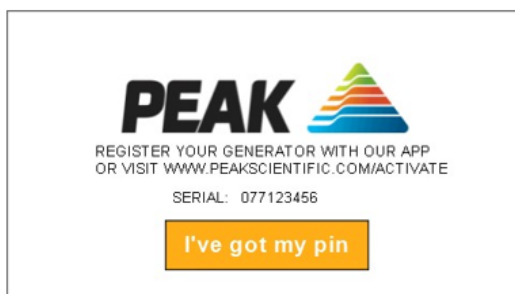 PEAK
REGISTER YOUR GENERATOR WITH OUR APP
OR VISIT WWW.PEAKSCIENTIFIC.COM/ACTIVATE
SERIAL: 077123456
I've got my pin